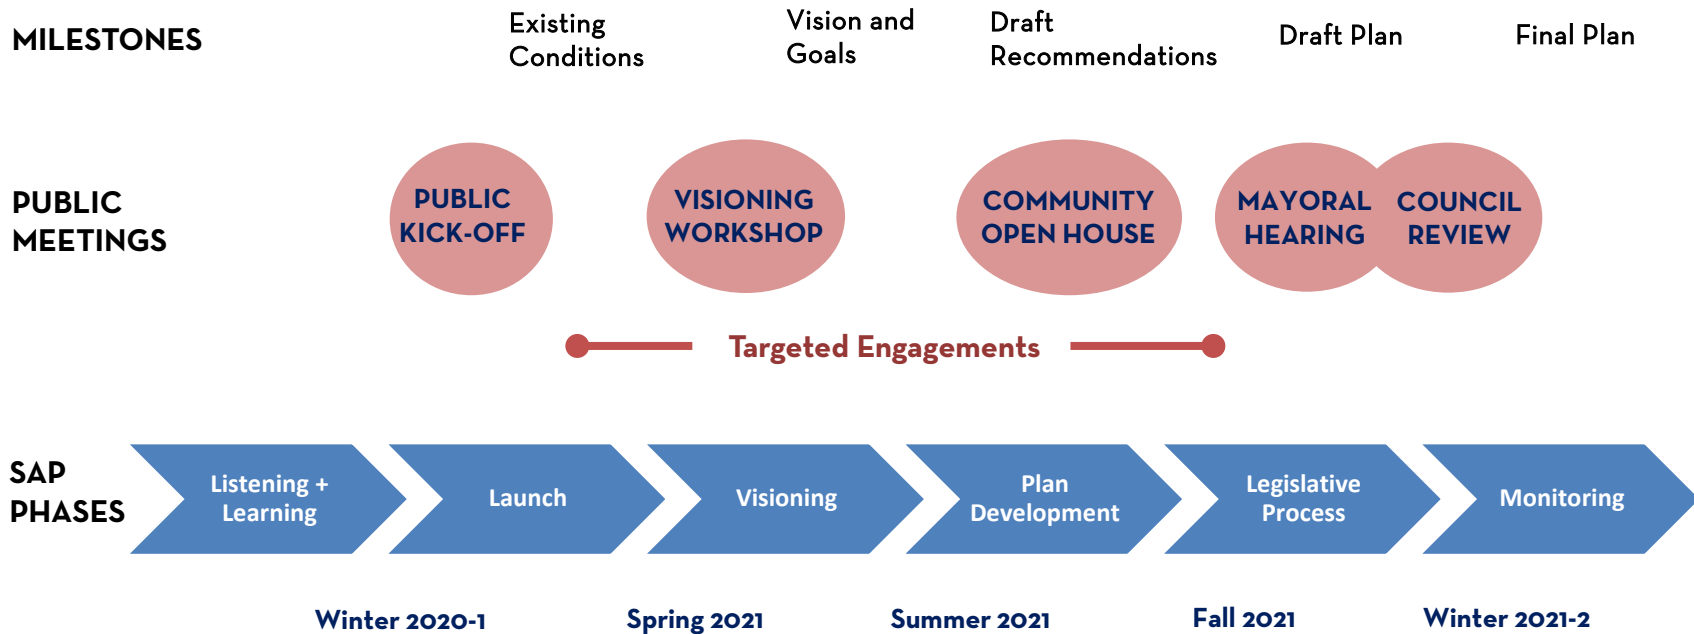 MILESTONES
Existing
Conditions
Vision and
Goals
Draft
Recommendations
Draft Plan
Final Plan
PUBLIC
MEETINGS
PUBLIC
KICK-OFF
VISIONING
WORKSHOP
COMMUNITY
OPEN HOUSE
MAYORAL
HEARING
COUNCIL
REVIEW
Targeted Engagements
SAP
PHASES
Listening +
Learning
Launch
Visioning
Plan
Development
Legislative
Process
Monitoring
Winter 2020-1
Spring 2021
Summer 2021
Fall 2021
Winter 2021-2